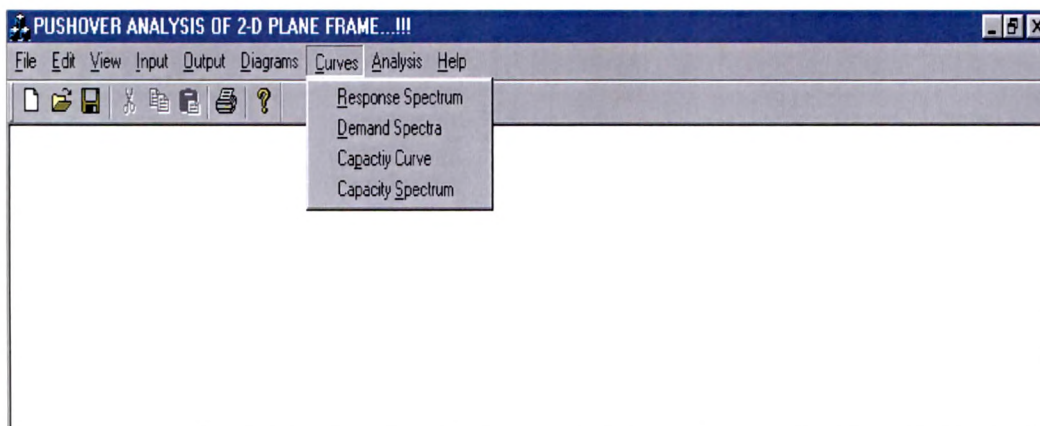 PUSHOVER ANALYSIS OF 2-D PLANE FRAME...!!!
File Edit View Input Output Diagrams Curves Analysis Help
Response Spectrum
Demand Spectra
Capactiy Curve
Capacity Spectrum